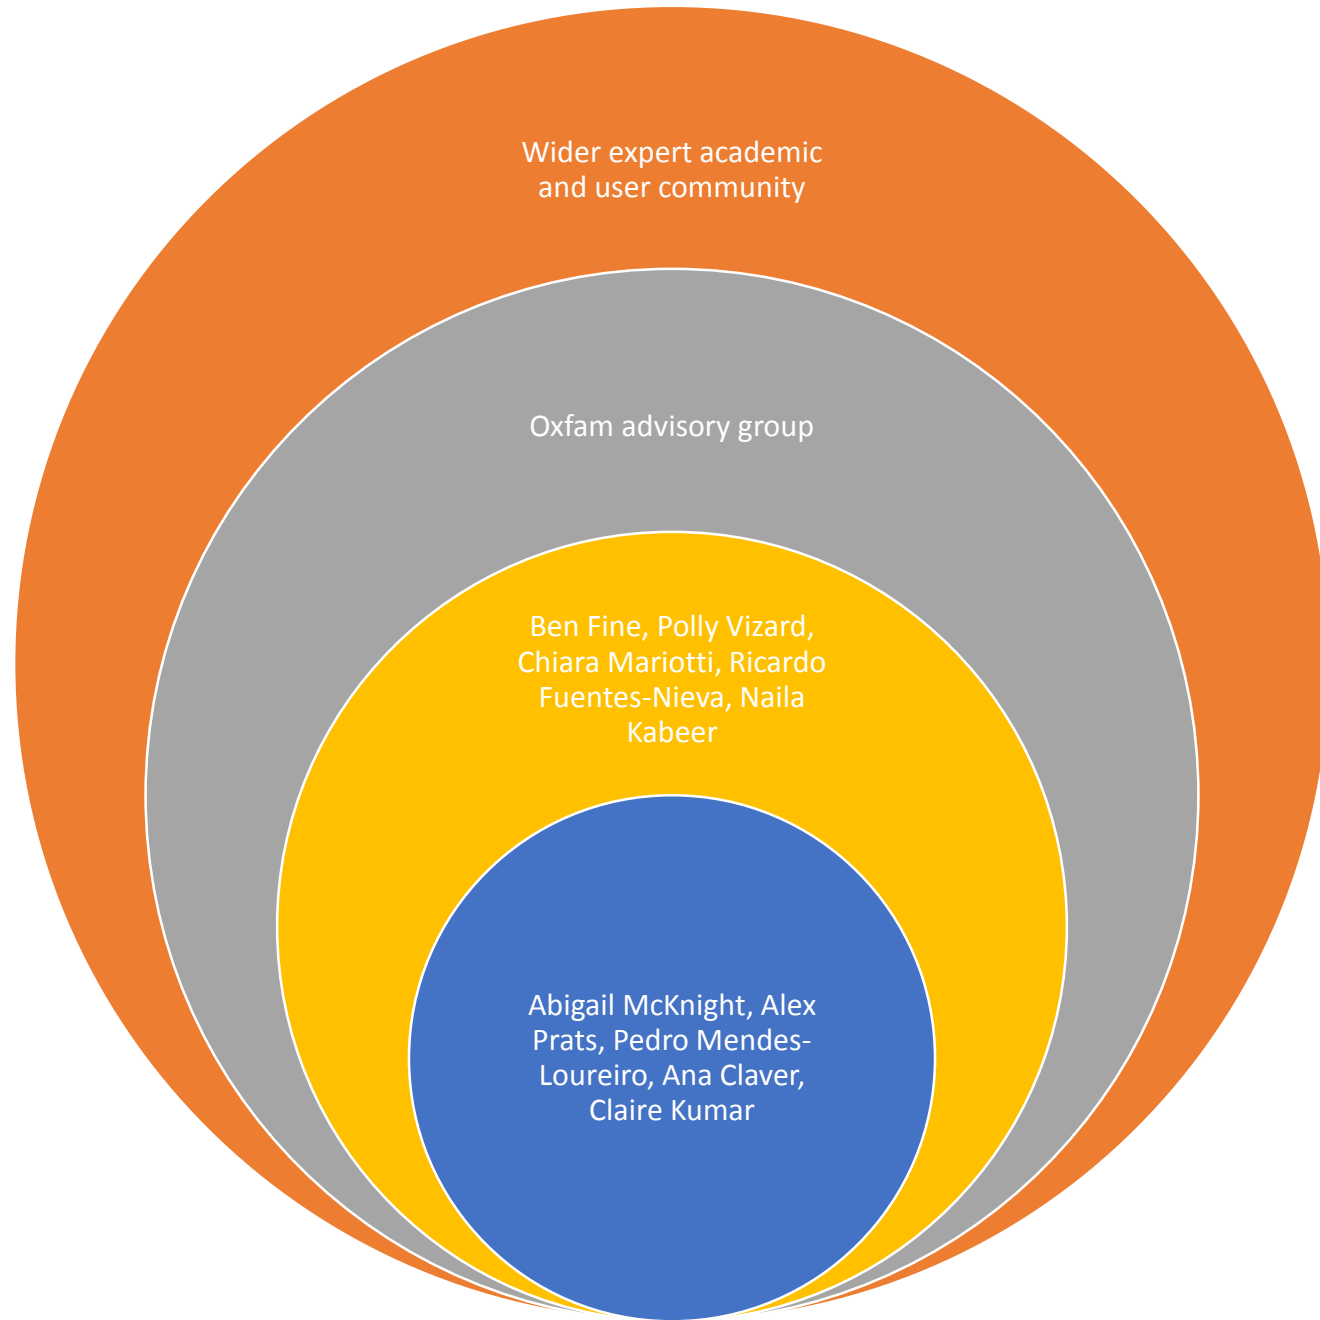 Wider expert academic
and user community
Oxfam advisory group
Ben Fine, Polly Vizard,
Chiara Mariotti, Ricardo
Fuentes-Nieva, Naila
Kabeer
Abigail McKnight, Alex
Prats, Pedro Mendes-
Loureiro, Ana Claver,
Claire Kumar